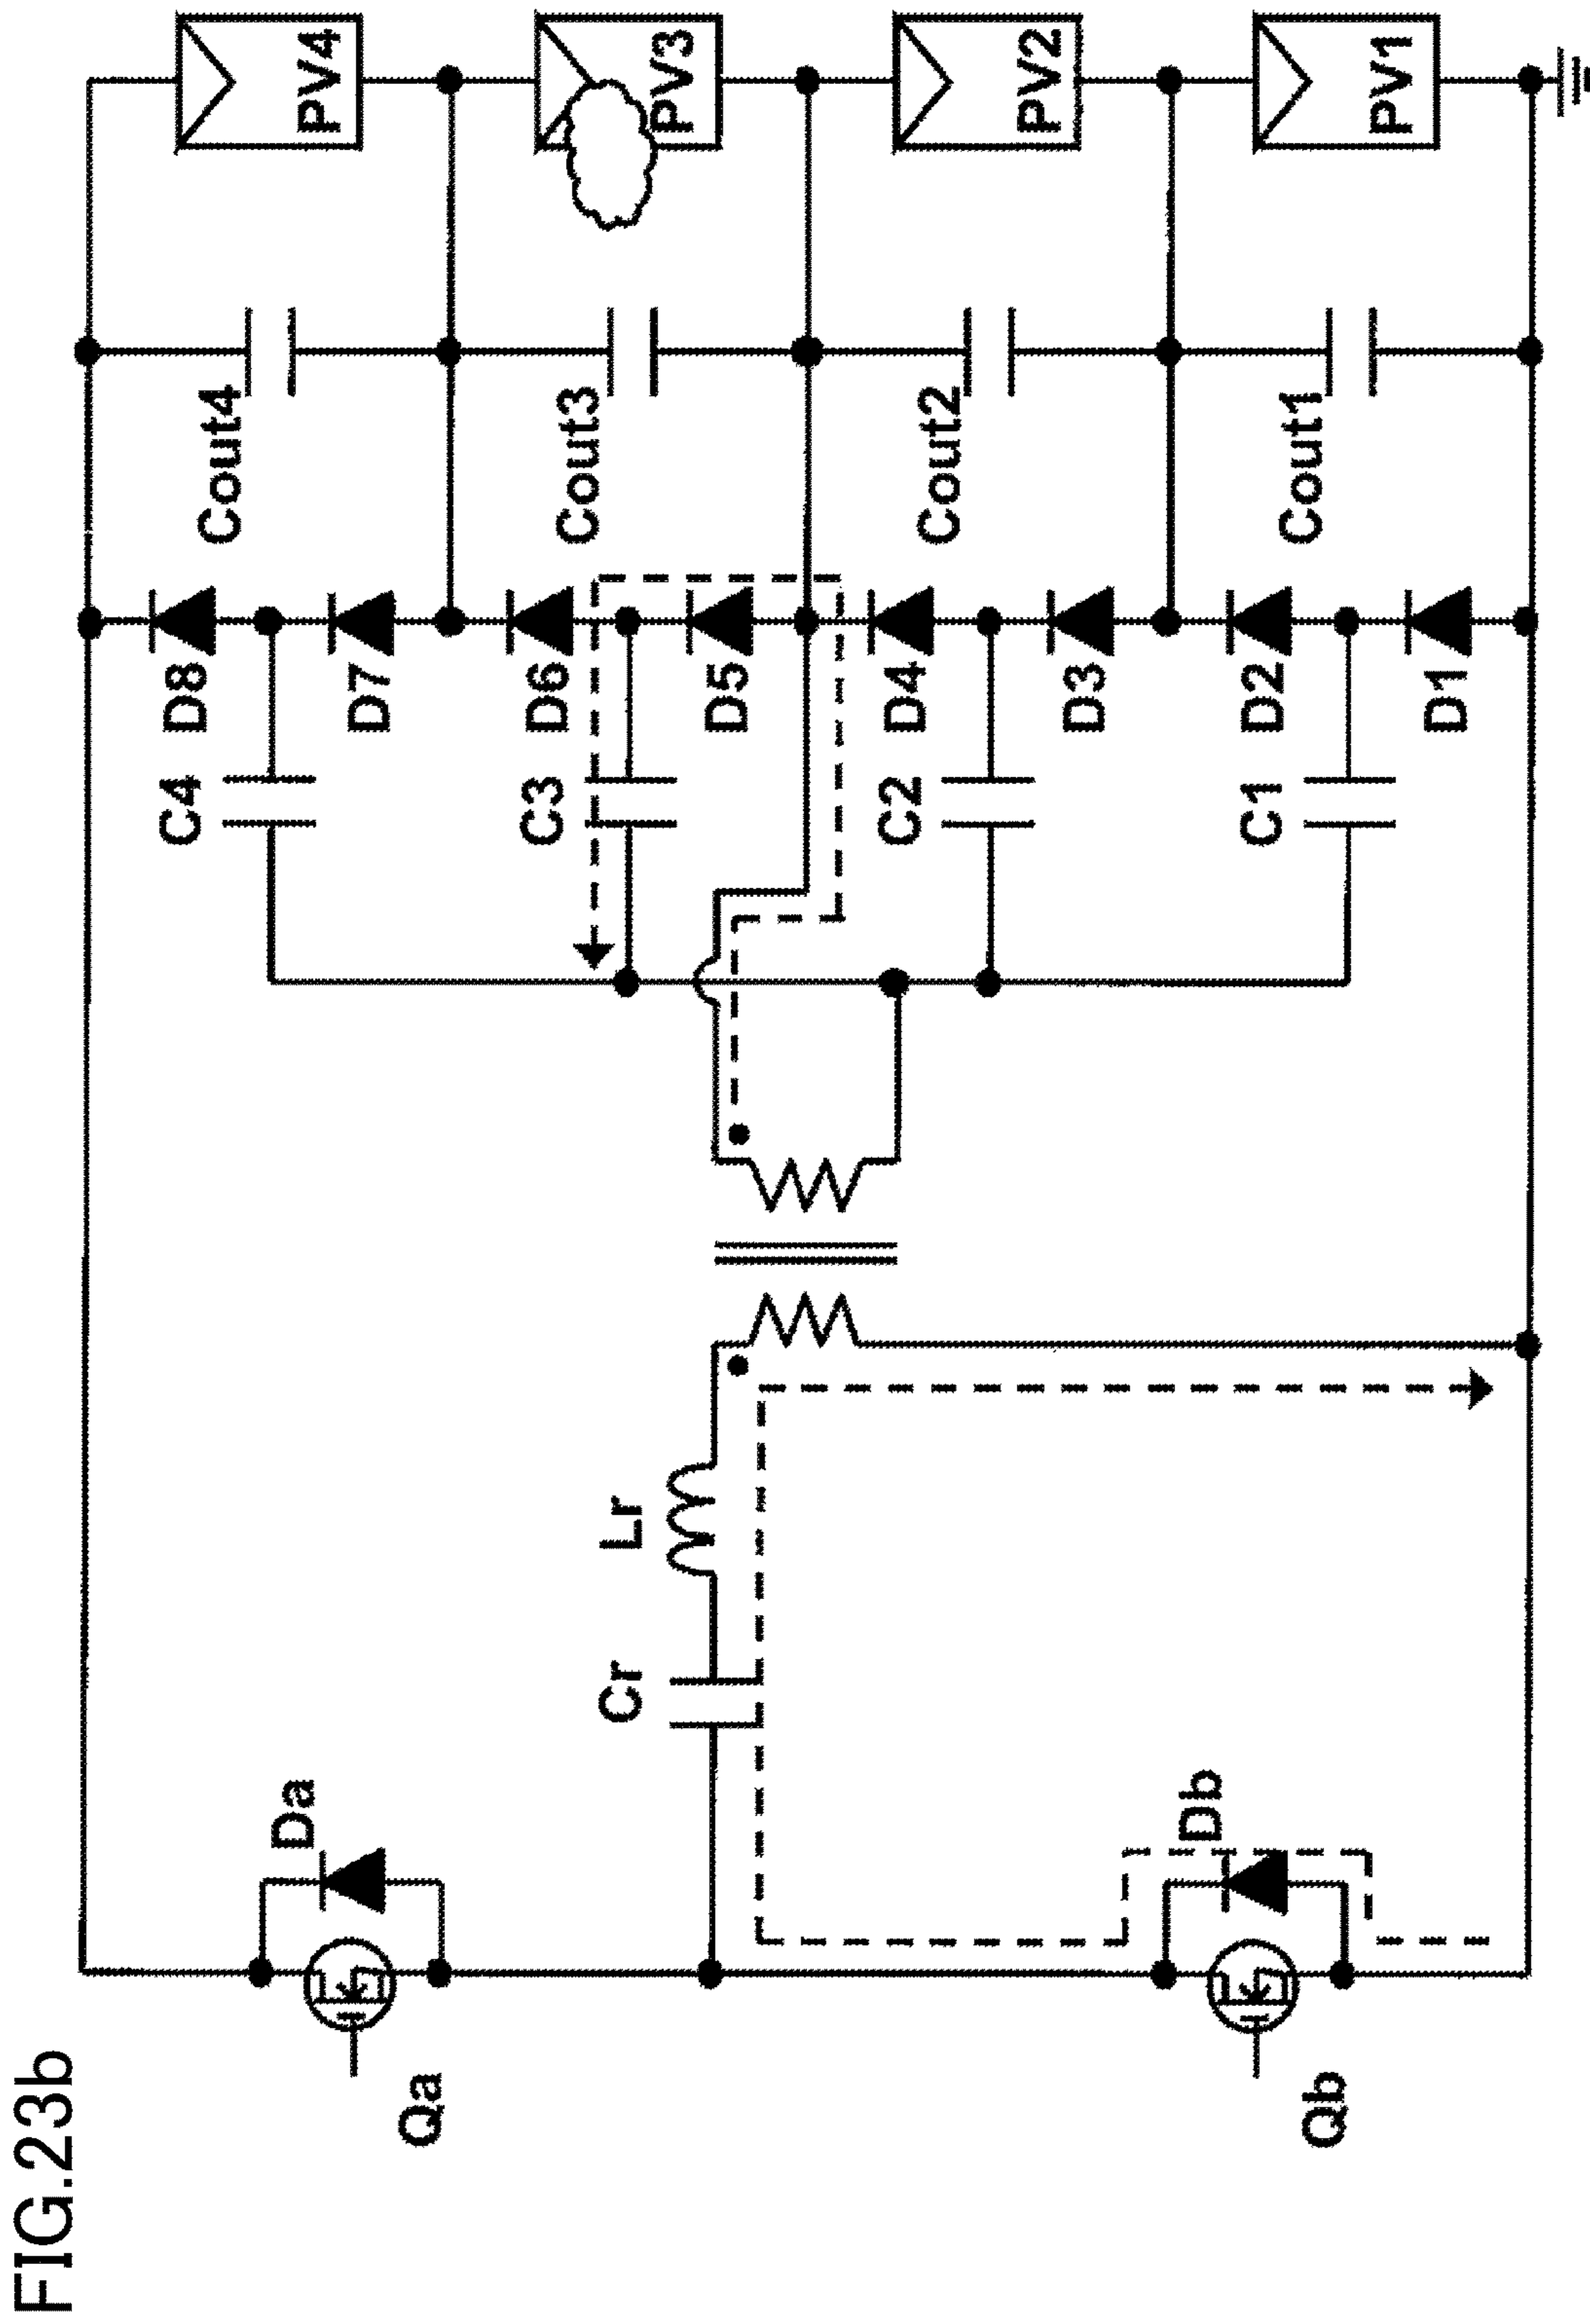 FIG.23b
Qa
Da
Qb
Db
Cr
Lr
C4
C3
C2
C1
D8
D7
D6
D5
D4
D3
D2
D1
Cout4
Cout3
Cout2
Cout1
PV4
PV3
PV2
PV1